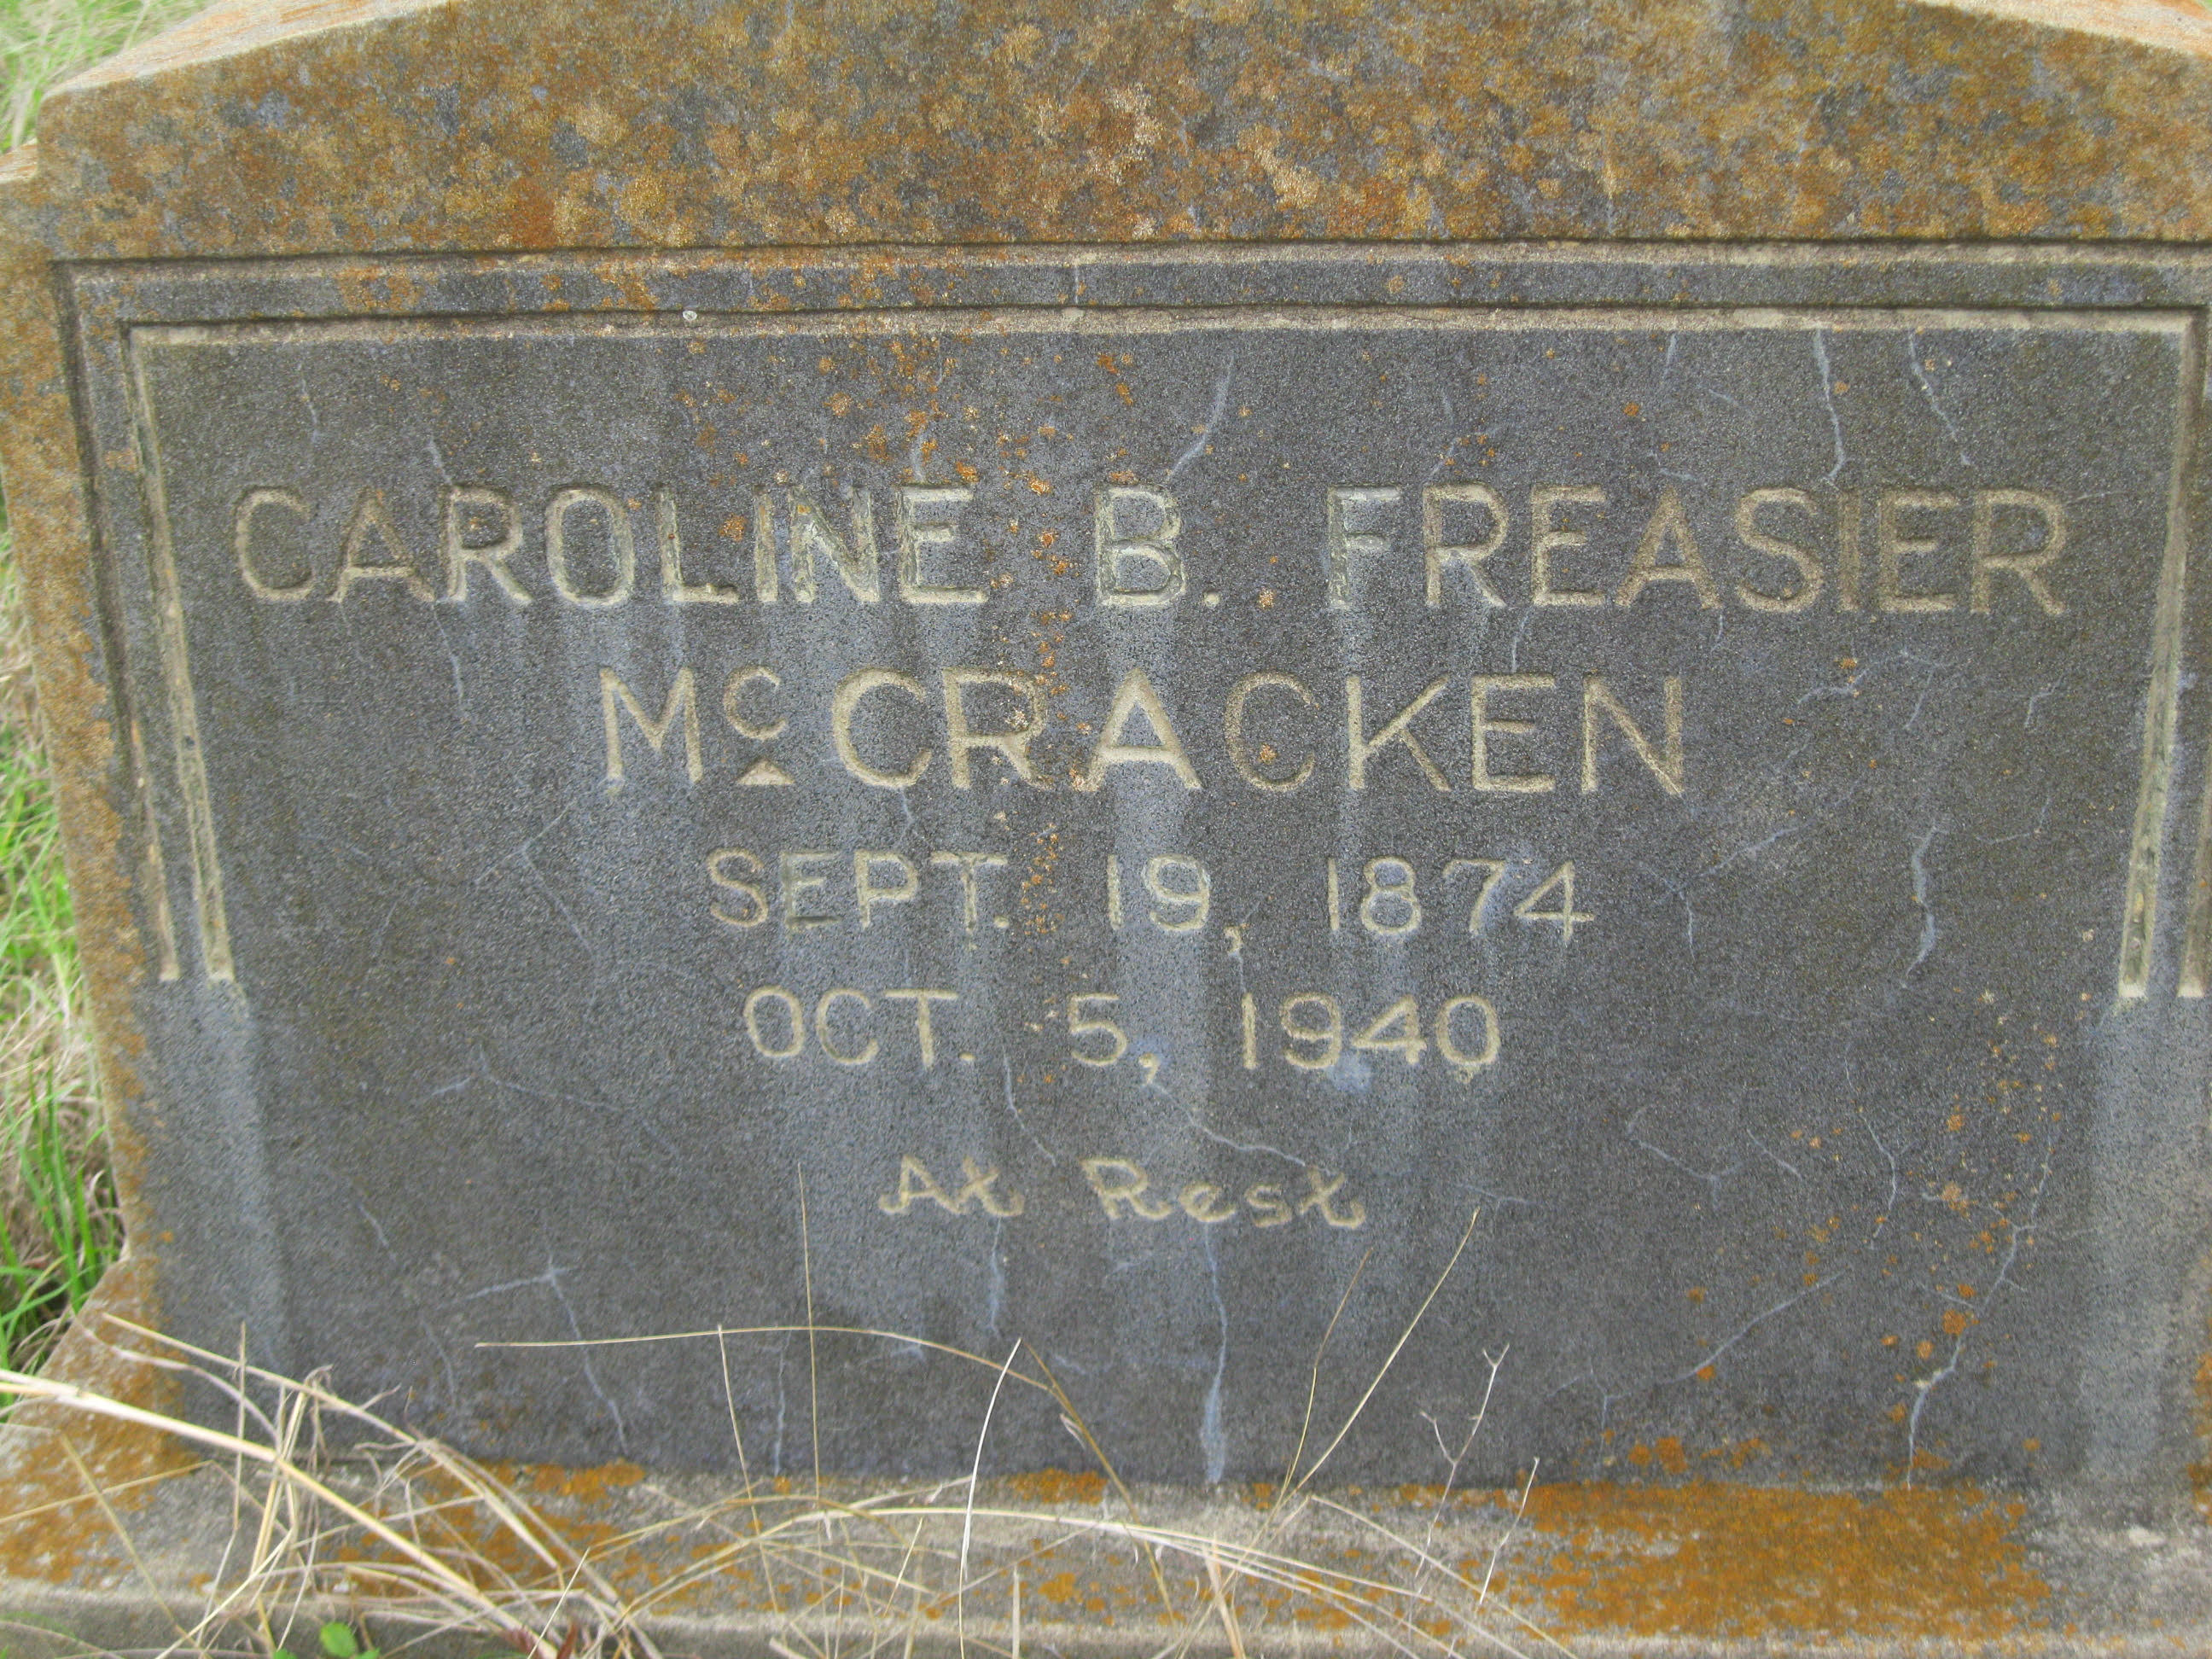 CAROLINE B. FREASIER
McCRACKEN
SEPT. 19, 1874
OCT. 5, 1940
At Rest